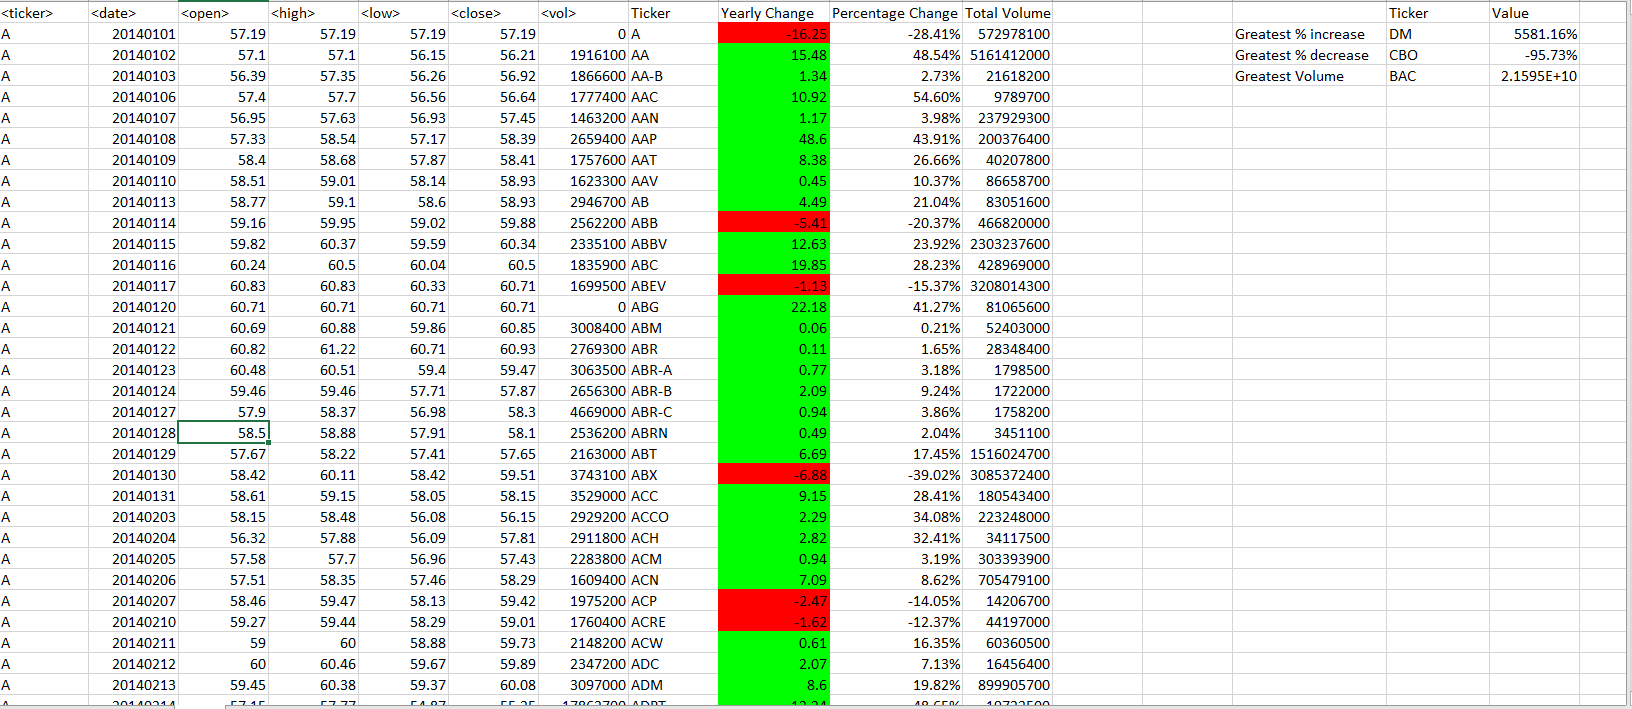 <ticker> <date> <open> <high> <low> <close> <vol> Ticker Yearly Change Percentage Change Total Volume Ticker Value
A 20140101 57.19 57.19 57.19 57.19 0 A -16.25 -28.41% 572978100 Greatest % increase DM 5581.16%
A 20140102 57.1 57.1 56.15 56.21 1916100 AA 15.48 48.54% 5161412000 Greatest % decrease CBO -95.73%
A 20140103 56.39 57.35 56.26 56.92 1866600 AA-B 1.34 2.73% 21618200 Greatest Volume BAC 2.1595E+10
A 20140106 57.4 57.7 56.56 56.64 1777400 AAC 10.92 54.60% 9789700
A 20140107 56.95 57.63 56.93 57.45 1463200 AAN 1.17 3.98% 237929300
A 20140108 57.33 58.54 57.17 58.39 2659400 AAP 48.6 43.91% 200376400
A 20140109 58.4 58.68 57.87 58.41 1757600 AAT 8.38 26.66% 40207800
A 20140110 58.51 59.01 58.14 58.93 1623300 AAV 0.45 10.37% 86658700
A 20140113 58.77 59.1 58.6 58.93 2946700 AB 4.49 21.04% 83051600
A 20140114 59.16 59.95 59.02 59.88 2562200 ABB -5.41 -20.37% 466820000
A 20140115 59.82 60.37 59.59 60.34 2335100 ABBV 12.63 23.92% 2303237600
A 20140116 60.24 60.5 60.04 60.5 1835900 ABC 19.85 28.23% 428969000
A 20140117 60.83 60.83 60.33 60.71 1699500 ABEV -1.13 -15.37% 3208014300
A 20140120 60.71 60.71 60.71 60.71 0 ABG 22.18 41.27% 81065600
A 20140121 60.69 60.88 59.86 60.85 3008400 ABM 0.06 0.21% 52403000
A 20140122 60.82 61.22 60.71 60.93 2769300 ABR 0.11 1.65% 28348400
A 20140123 60.48 60.51 59.4 59.47 3063500 ABR-A 0.77 3.18% 1798500
A 20140124 59.46 59.46 57.71 57.87 2656300 ABR-B 2.09 9.24% 1722000
A 20140127 57.9 58.37 56.98 58.3 4669000 ABR-C 0.94 3.86% 1758200
A 20140128 58.5 58.88 57.91 58.1 2536200 ABRN 0.49 2.04% 3451100
A 20140129 57.67 58.22 57.41 57.65 2163000 ABT 6.69 17.45% 1516024700
A 20140130 58.42 60.11 58.42 59.51 3743100 ABX -6.88 -39.02% 3085372400
A 20140131 58.61 59.15 58.05 58.15 3529000 ACC 9.15 28.41% 180543400
A 20140203 58.15 58.48 56.08 56.15 2929200 ACCO 2.29 34.08% 223248000
A 20140204 56.32 57.88 56.09 57.81 2911800 ACH 2.82 32.41% 34117500
A 20140205 57.58 57.7 56.96 57.43 2283800 ACM 0.94 3.19% 303393900
A 20140206 57.51 58.35 57.46 58.29 1609400 ACN 7.09 8.62% 705479100
A 20140207 58.46 59.47 58.13 59.42 1975200 ACP -2.47 -14.05% 14206700
A 20140210 59.27 59.44 58.29 59.01 1760400 ACRE -1.62 -12.37% 44197000
A 20140211 59 60 58.88 59.73 2148200 ACW 0.61 16.35% 60360500
A 20140212 60 60.46 59.67 59.89 2347200 ADC 2.07 7.13% 16456400
A 20140213 59.45 60.38 59.37 60.08 3097000 ADM 8.6 19.82% 899905700